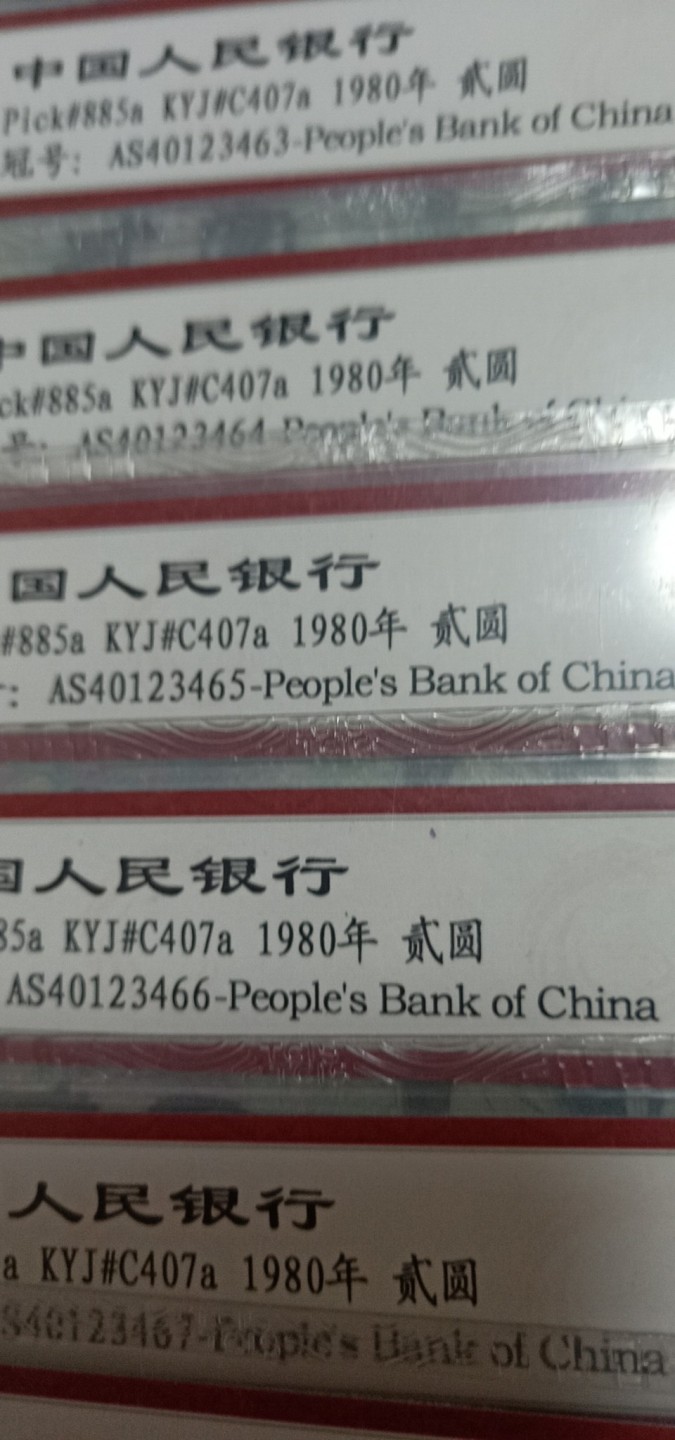 中国人民银行
Pick#885a KYJ#C407a 1980年 贰圆
冠号: AS40123463-People's Bank of China
中国人民银行
ck#885a KYJ#C407a 1980年 贰圆
号: AS40123464-People's Bank of
国人民银行
#885a KYJ#C407a 1980年 贰圆
: AS40123465-People's Bank of China
国人民银行
85a KYJ#C407a 1980年 贰圆
AS40123466-People's Bank of China
人民银行
a KYJ#C407a 1980年 贰圆
S40123467-People's Bank of China